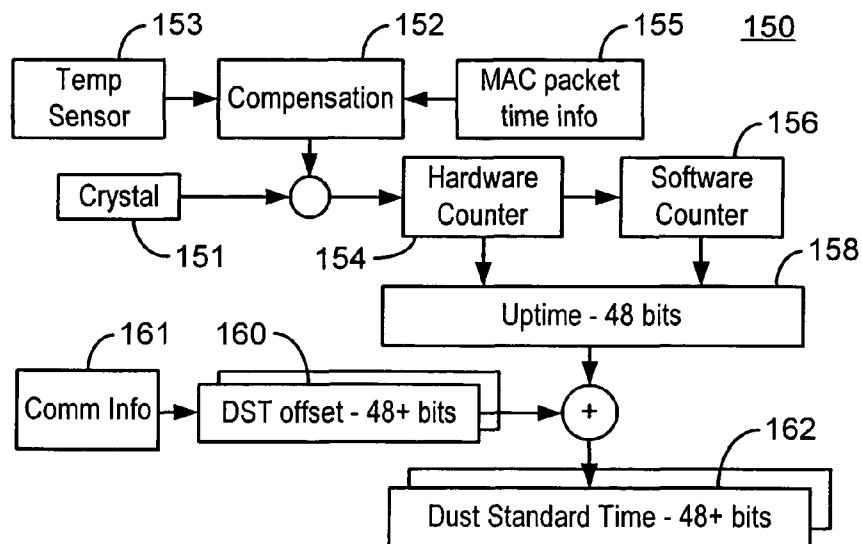 153
152
155
150
Temp
Sensor
Compensation
MAC packet
time info
156
Crystal
Hardware
Counter
Software
Counter
151
154
158
Uptime - 48 bits
161
160
Comm Info
DST offset - 48+ bits
+
162
Dust Standard Time - 48+ bits